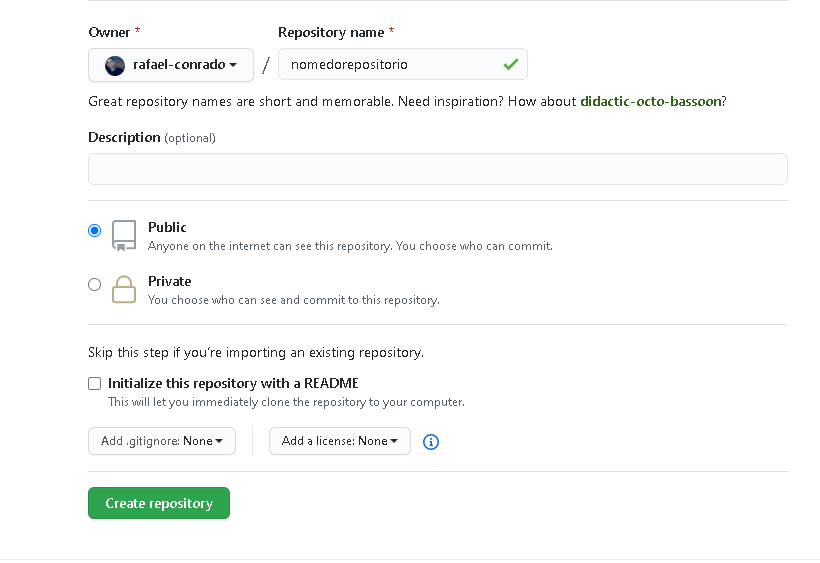 Owner * Repository name *
rafael-conrado / nomedorepositorio
Great repository names are short and memorable. Need inspiration? How about didactic-octo-bassoon?
Description (optional)
Public
Anyone on the internet can see this repository. You choose who can commit.
Private
You choose who can see and commit to this repository.
Skip this step if you’re importing an existing repository.
Initialize this repository with a README
This will let you immediately clone the repository to your computer.
Add .gitignore: None Add a license: None
Create repository